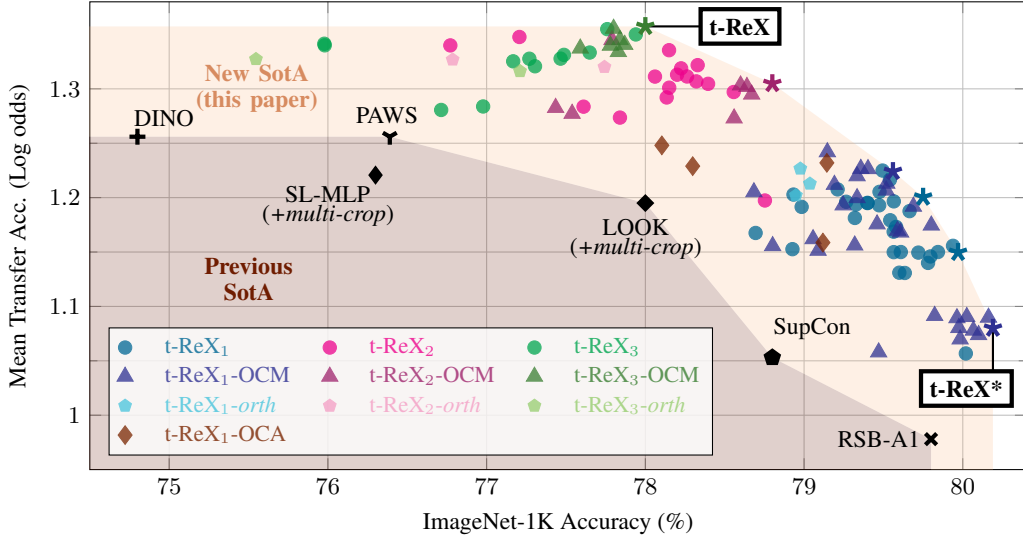 t-ReX
New SotA
(this paper)
DINO
PAWS
SL-MLP
(+multi-crop)
LOOK
(+multi-crop)
Previous
SotA
SupCon
t-ReX*
RSB-A1
t-ReX₁
t-ReX₂
t-ReX₃
t-ReX₁-OCM
t-ReX₂-OCM
t-ReX₃-OCM
t-ReX₁-orth
t-ReX₂-orth
t-ReX₃-orth
t-ReX₁-OCA
1.3
1.2
1.1
1
Mean Transfer Acc. (Log odds)
75
76
77
78
79
80
ImageNet-1K Accuracy (%)